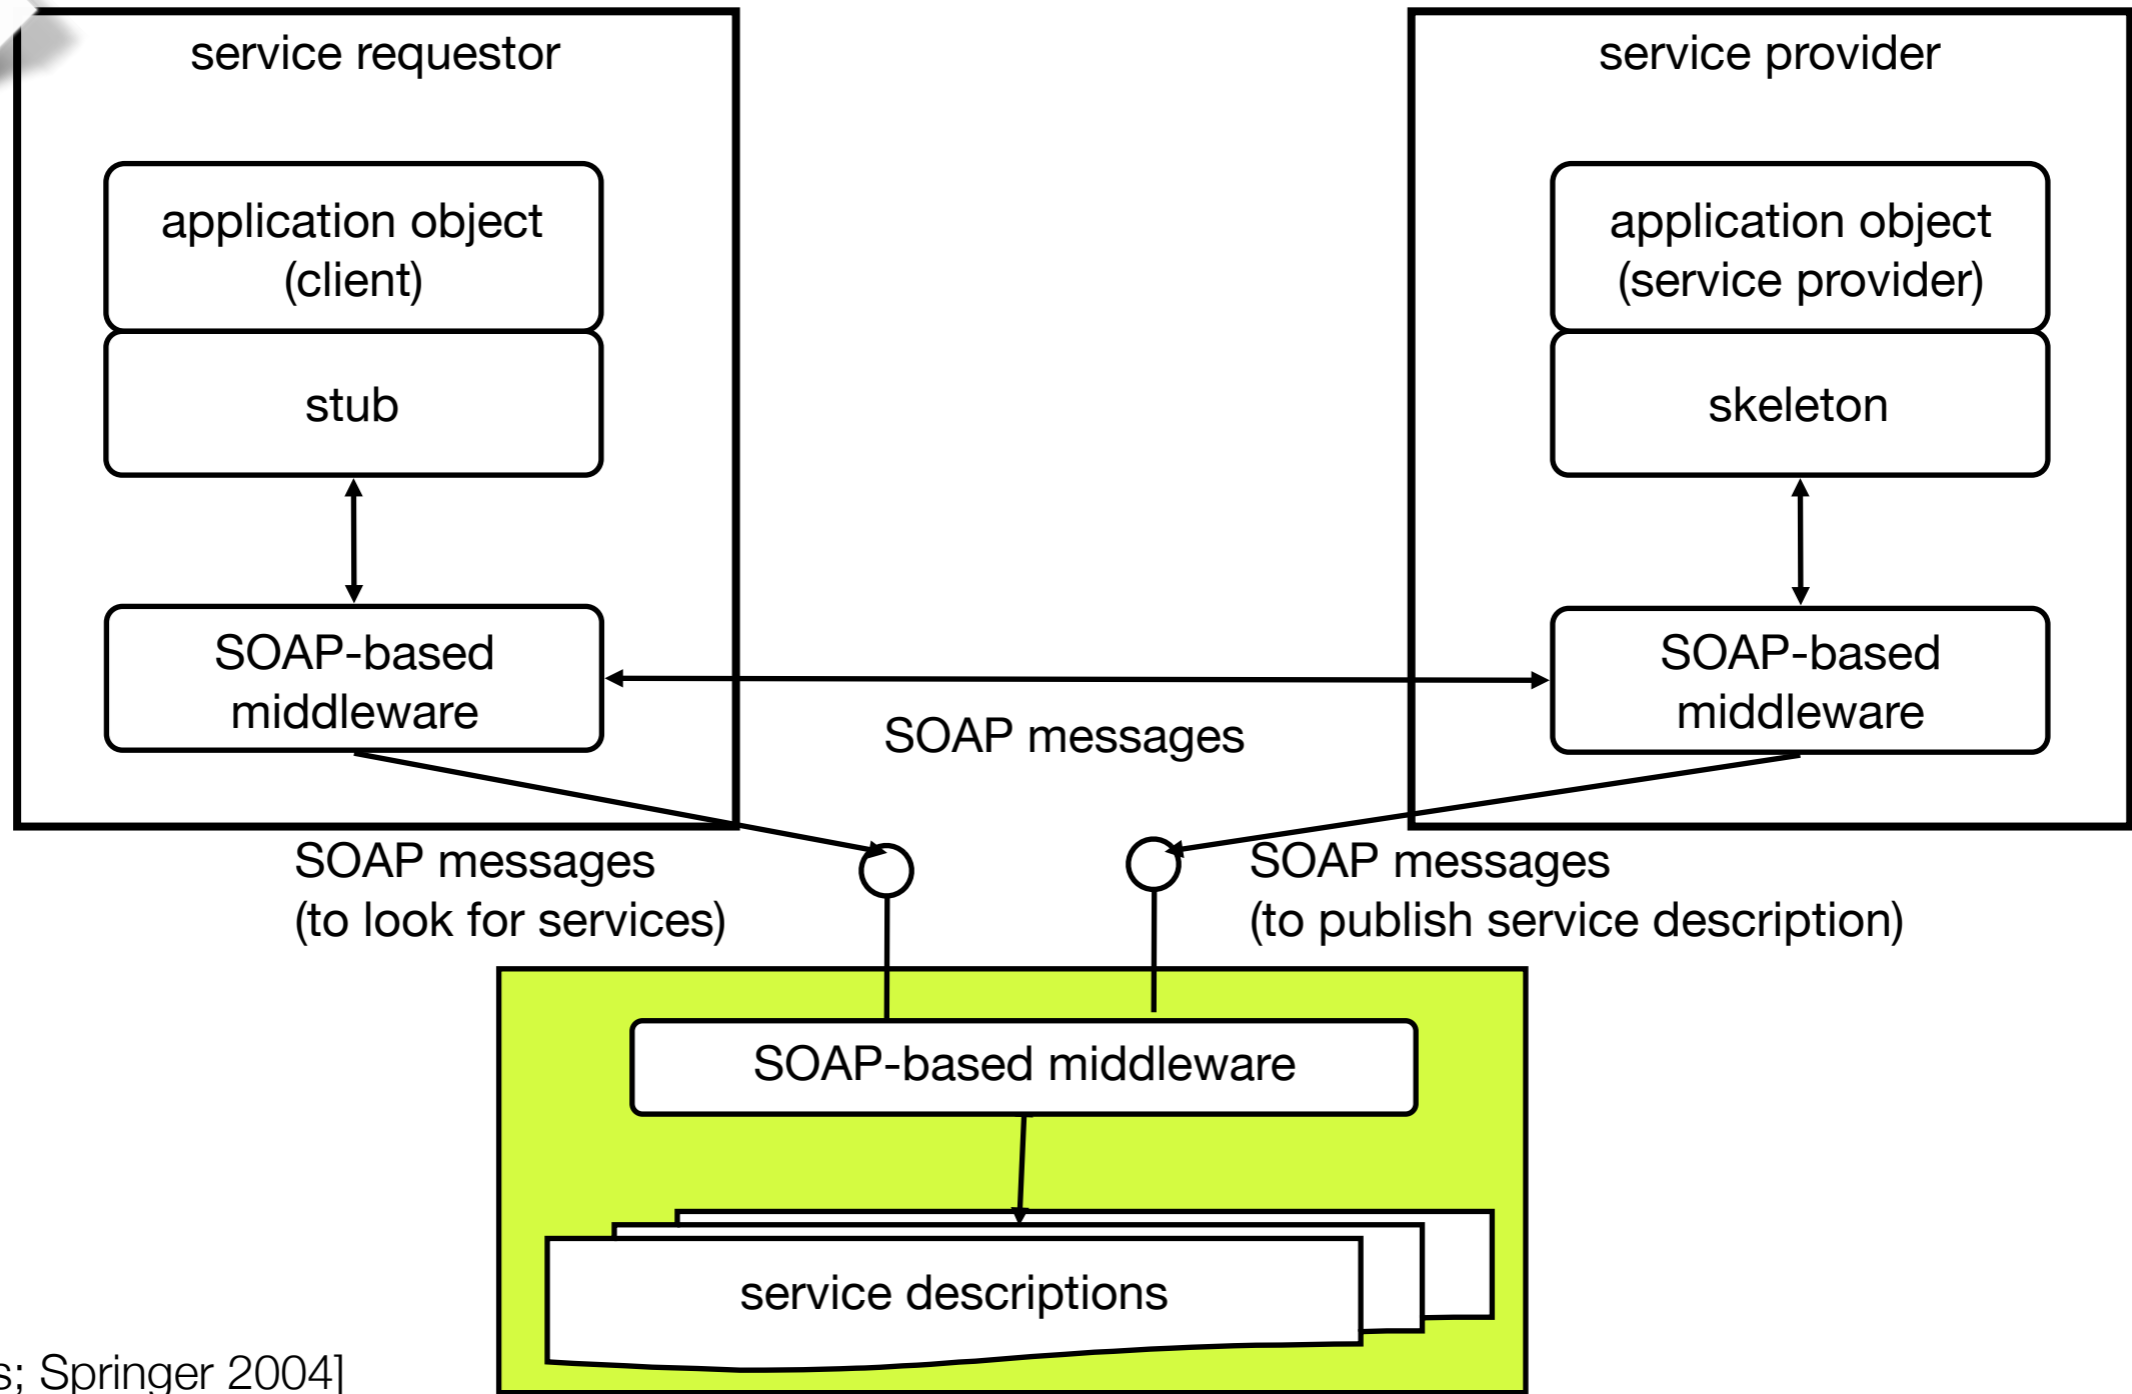 service requestor
application object
(client)
stub
SOAP-based
middleware
service provider
application object
(service provider)
skeleton
SOAP-based
middleware
SOAP messages
SOAP messages
(to look for services)
SOAP messages
(to publish service description)
SOAP-based middleware
service descriptions
; Springer 2004]